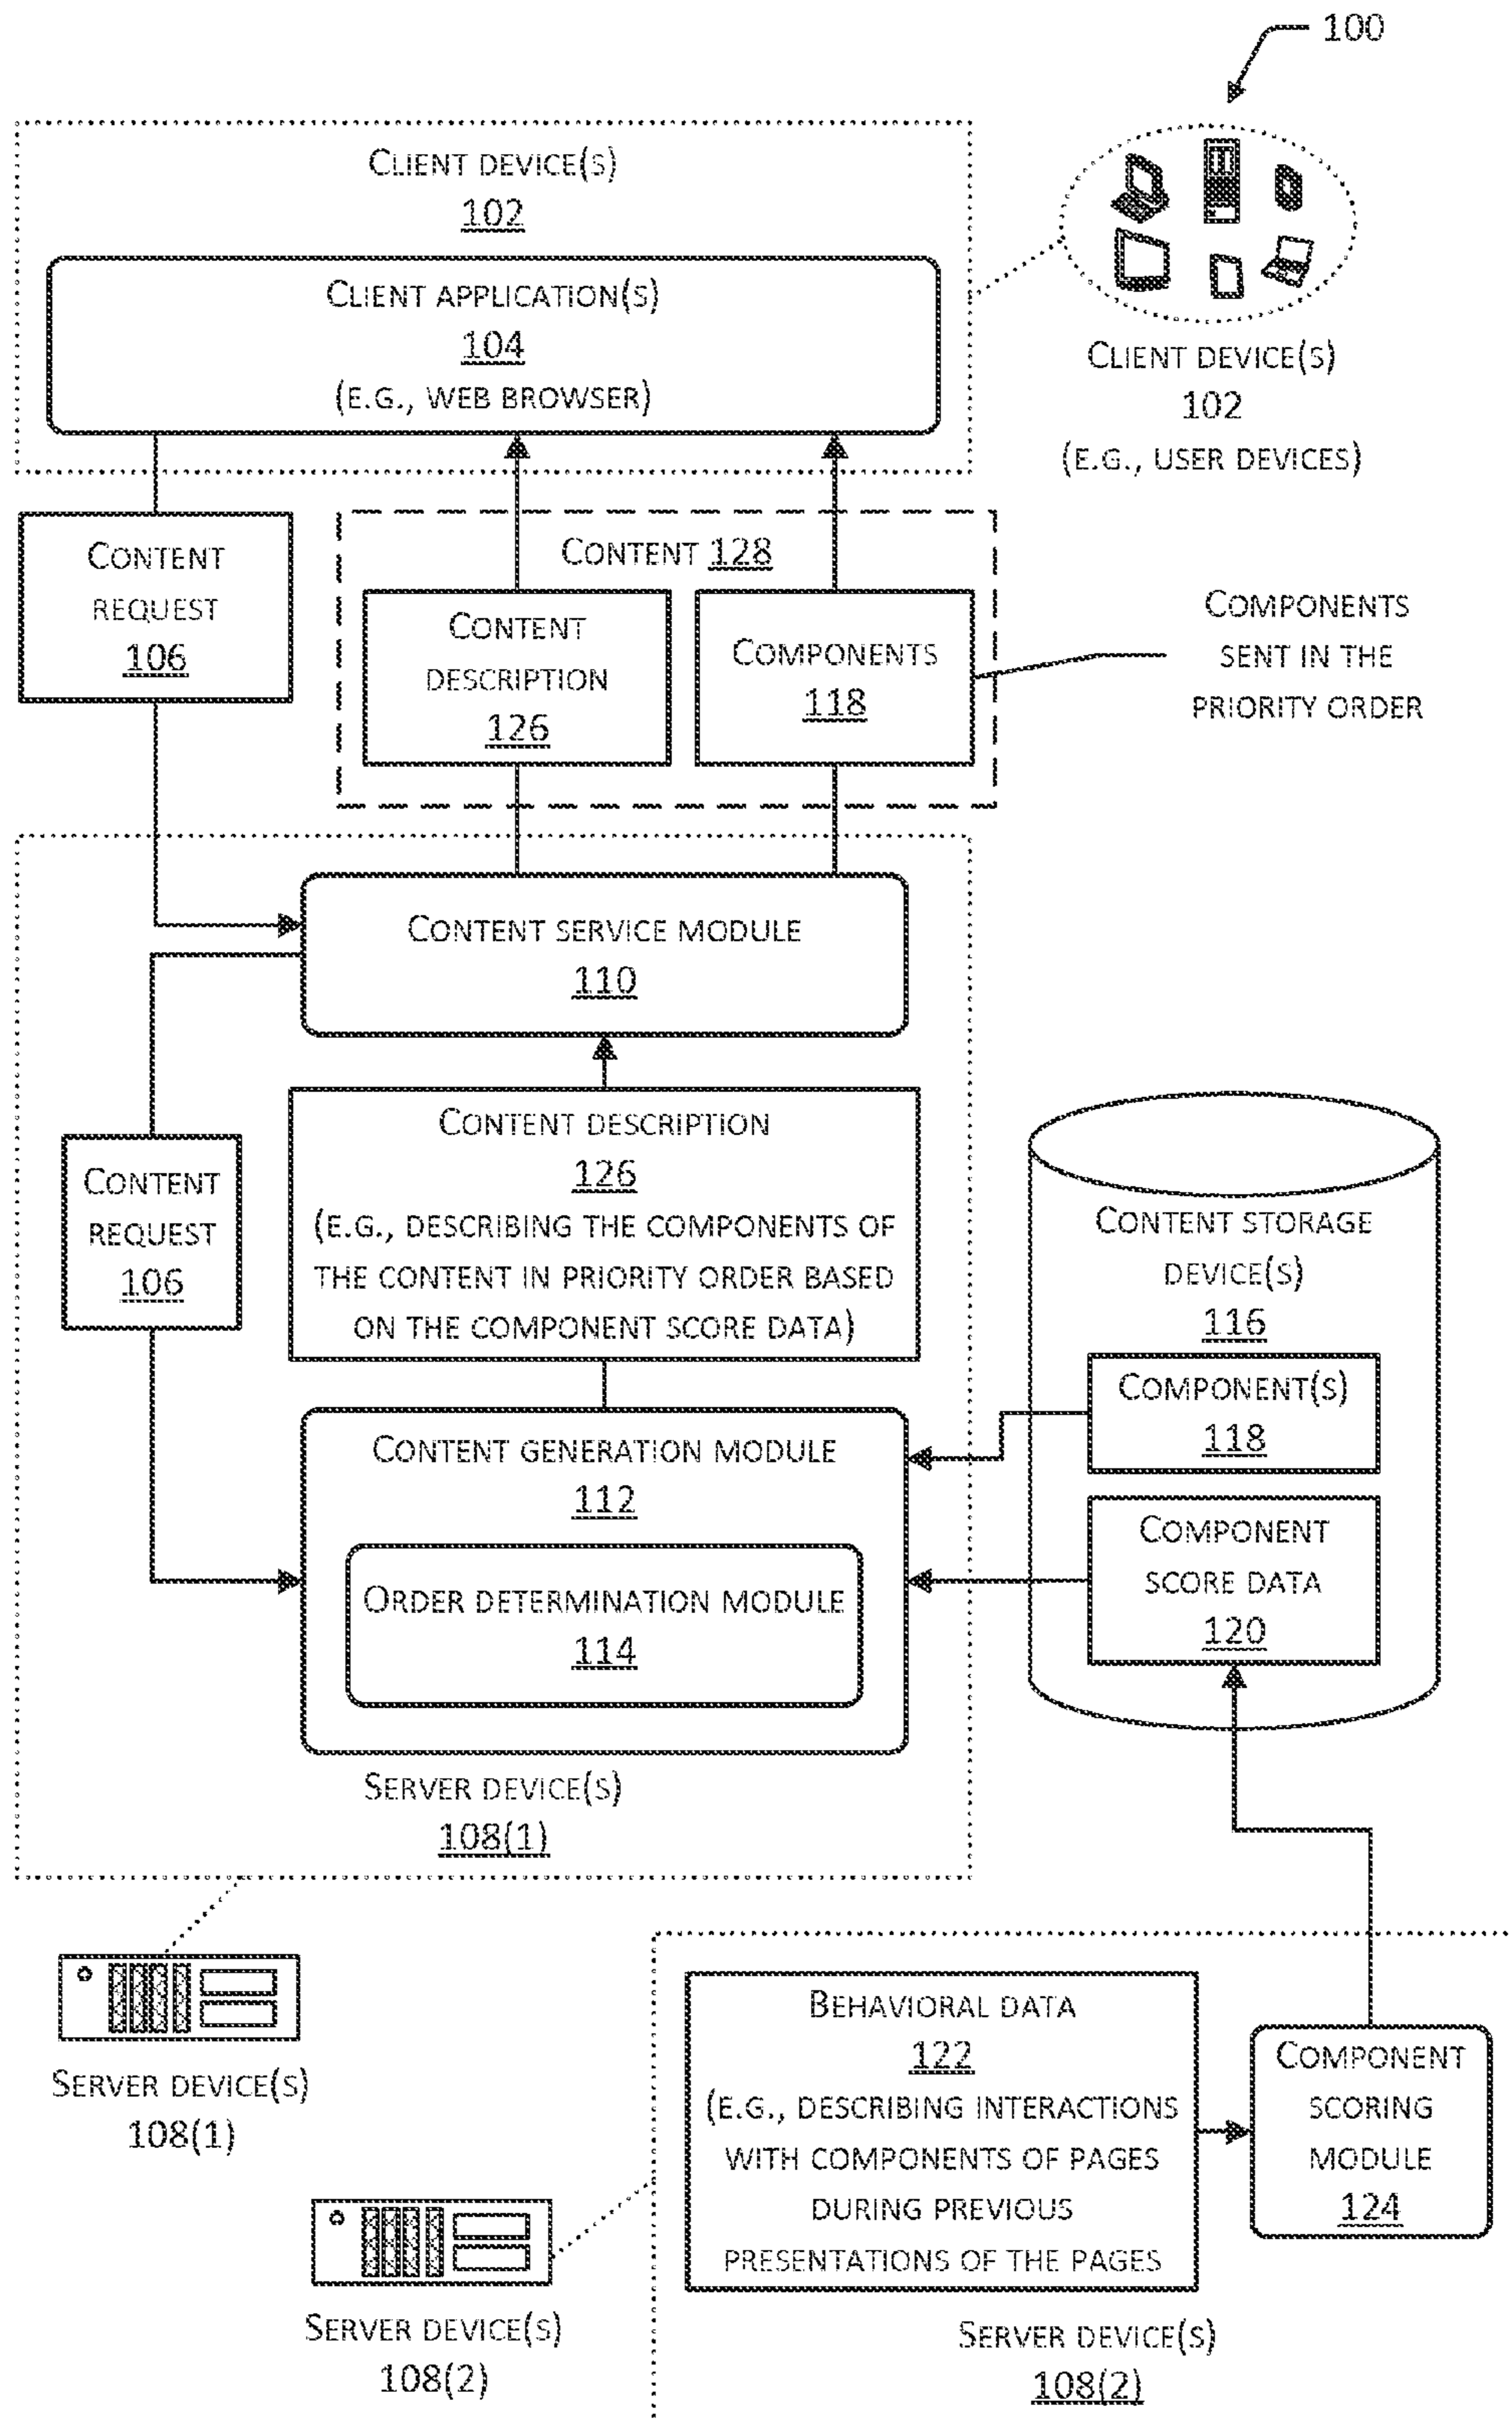 100
CLIENT DEVICE(S)
102
CLIENT APPLICATION(S)
104
(E.G., WEB BROWSER)
CLIENT DEVICE(S)
102
(E.G., USER DEVICES)
CONTENT
REQUEST
106
CONTENT 128
CONTENT
DESCRIPTION
126
COMPONENTS
118
COMPONENTS
SENT IN THE
PRIORITY ORDER
CONTENT SERVICE MODULE
110
CONTENT
REQUEST
106
CONTENT DESCRIPTION
126
(E.G., DESCRIBING THE COMPONENTS OF
THE CONTENT IN PRIORITY ORDER BASED
ON THE COMPONENT SCORE DATA)
CONTENT GENERATION MODULE
112
ORDER DETERMINATION MODULE
114
SERVER DEVICE(S)
108(1)
CONTENT STORAGE
DEVICE(S)
116
COMPONENT(S)
118
COMPONENT
SCORE DATA
120
SERVER DEVICE(S)
108(1)
SERVER DEVICE(S)
108(2)
BEHAVIORAL DATA
122
(E.G., DESCRIBING INTERACTIONS
WITH COMPONENTS OF PAGES
DURING PREVIOUS
PRESENTATIONS OF THE PAGES
COMPONENT
SCORING
MODULE
124
SERVER DEVICE(S)
108(2)